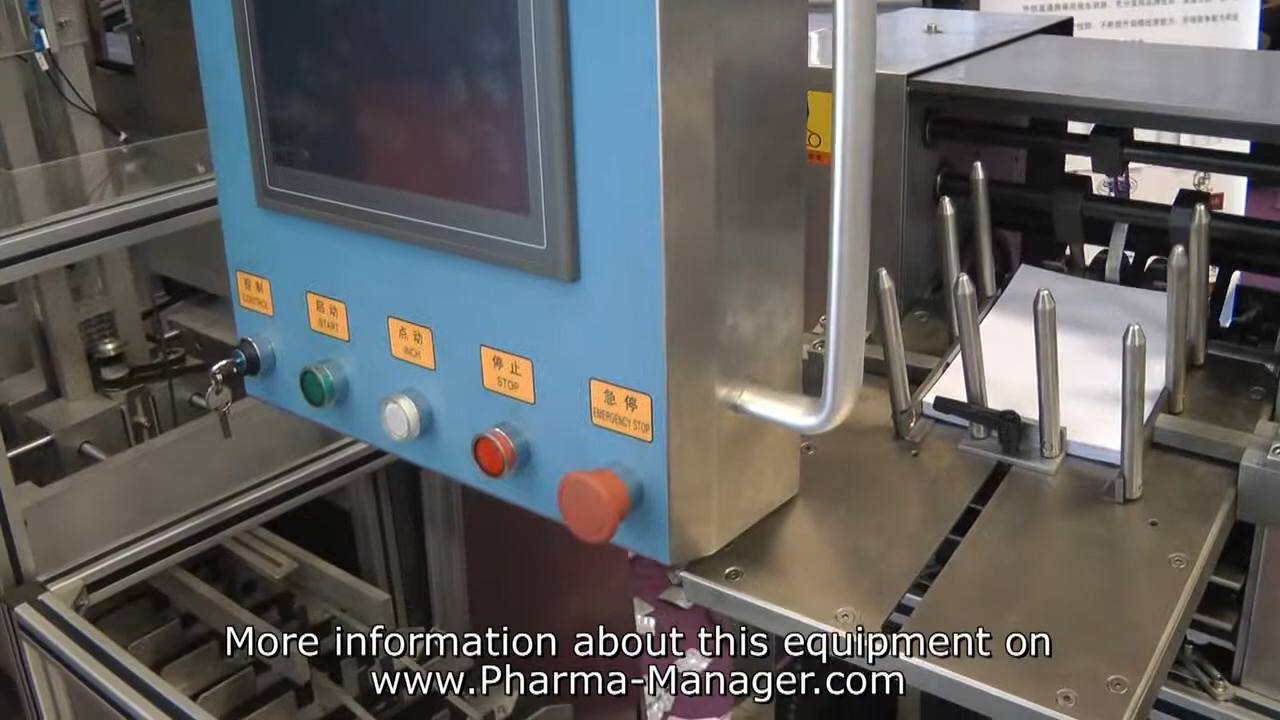 控制
CONTROL
启动
START
点动
INCH
停止
STOP
急停
EMERGENCY STOP
More information about this equipment on
www.Pharma-Manager.com